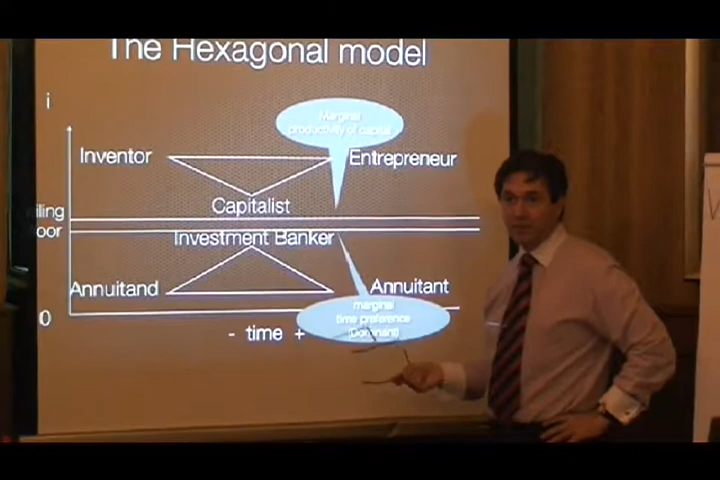 The Hexagonal model
i
Marginal
productivity of capital
Inventor
Entrepreneur
Capitalist
iling
oor
Investment Banker
Annuitand
Annuitant
marginal
time preference
(Dominant)
0
- time +